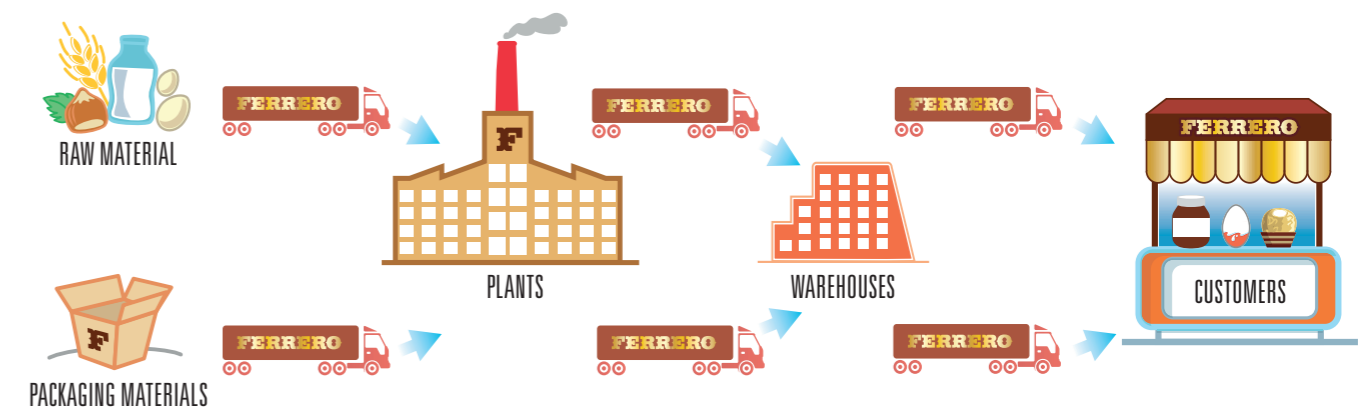 RAW MATERIAL
FERRERO
F
PLANTS
FERRERO
WAREHOUSES
FERRERO
FERRERO
CUSTOMERS
F
PACKAGING MATERIALS
FERRERO
FERRERO
FERRERO